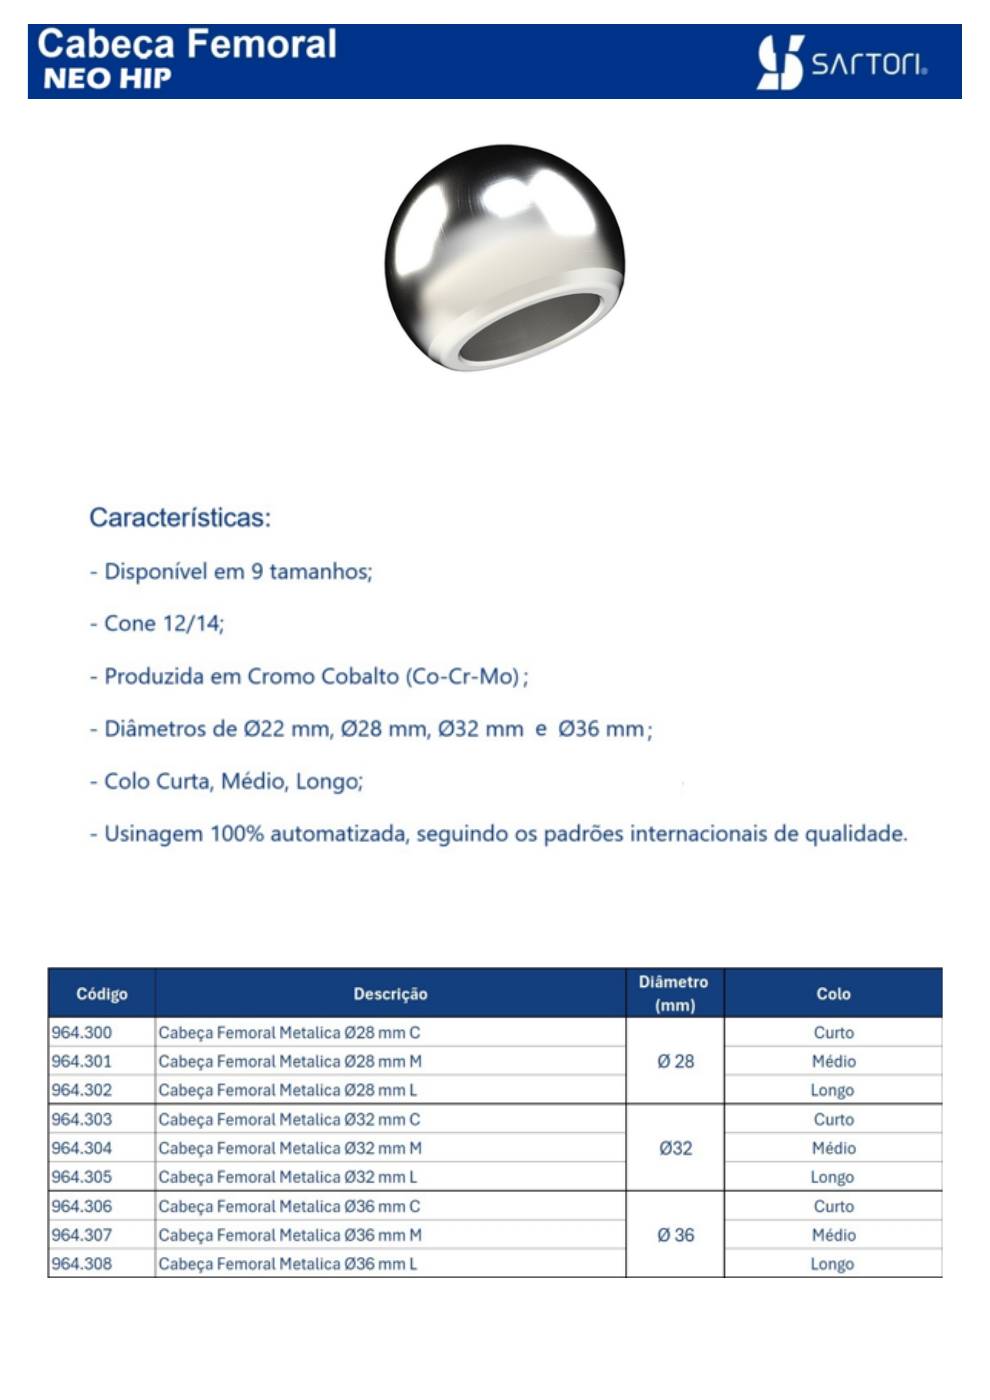 Cabeça Femoral
NEO HIP
SARTORI®
Características:
- Disponível em 9 tamanhos;
- Cone 12/14;
- Produzida em Cromo Cobalto (Co-Cr-Mo);
- Diâmetros de Ø22 mm, Ø28 mm, Ø32 mm e Ø36 mm;
- Colo Curta, Médio, Longo;
- Usinagem 100% automatizada, seguindo os padrões internacionais de qualidade.
Código Descrição Diâmetro (mm) Colo
964.300 Cabeça Femoral Metalica Ø28 mm C Curto
964.301 Cabeça Femoral Metalica Ø28 mm M Ø 28 Médio
964.302 Cabeça Femoral Metalica Ø28 mm L Longo
964.303 Cabeça Femoral Metalica Ø32 mm C Curto
964.304 Cabeça Femoral Metalica Ø32 mm M Ø32 Médio
964.305 Cabeça Femoral Metalica Ø32 mm L Longo
964.306 Cabeça Femoral Metalica Ø36 mm C Curto
964.307 Cabeça Femoral Metalica Ø36 mm M Ø 36 Médio
964.308 Cabeça Femoral Metalica Ø36 mm L Longo